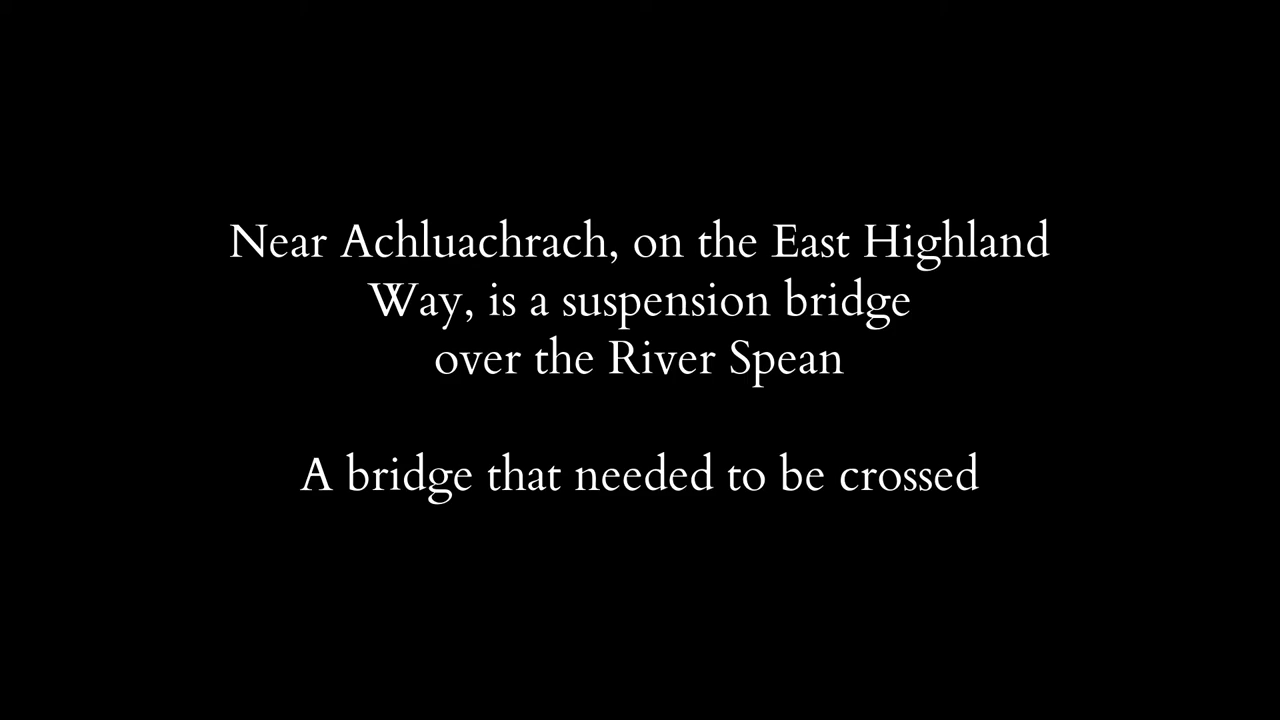 Near Achluachrach, on the East Highland
Way, is a suspension bridge
over the River Spean
A bridge that needed to be crossed